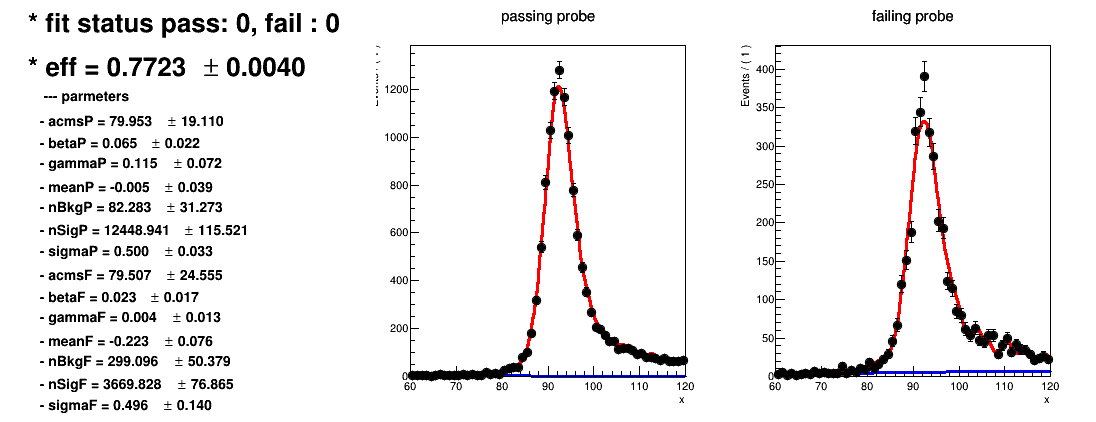 * fit status pass: 0, fail : 0
* eff = 0.7723 ± 0.0040
--- parmeters
- acmsP = 79.953 ± 19.110
- betaP = 0.065 ± 0.022
- gammaP = 0.115 ± 0.072
- meanP = -0.005 ± 0.039
- nBkgP = 82.283 ± 31.273
- nSigP = 12448.941 ± 115.521
- sigmaP = 0.500 ± 0.033
- acmsF = 79.507 ± 24.555
- betaF = 0.023 ± 0.017
- gammaF = 0.004 ± 0.013
- meanF = -0.223 ± 0.076
- nBkgF = 299.096 ± 50.379
- nSigF = 3669.828 ± 76.865
- sigmaF = 0.496 ± 0.140
passing probe
1200
1000
800
600
400
200
0
60 70 80 90 100 110 120
x
failing probe
Events / ( 1 )
400
350
300
250
200
150
100
50
0
60 70 80 90 100 110 120
x